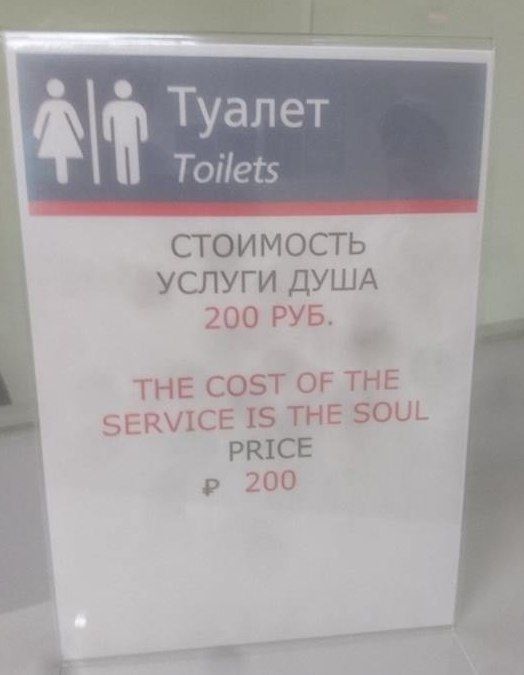 Туалет
Toilets
СТОИМОСТЬ
УСЛУГИ ДУША
200 РУБ.
THE COST OF THE
SERVICE IS THE SOUL
PRICE
₽ 200